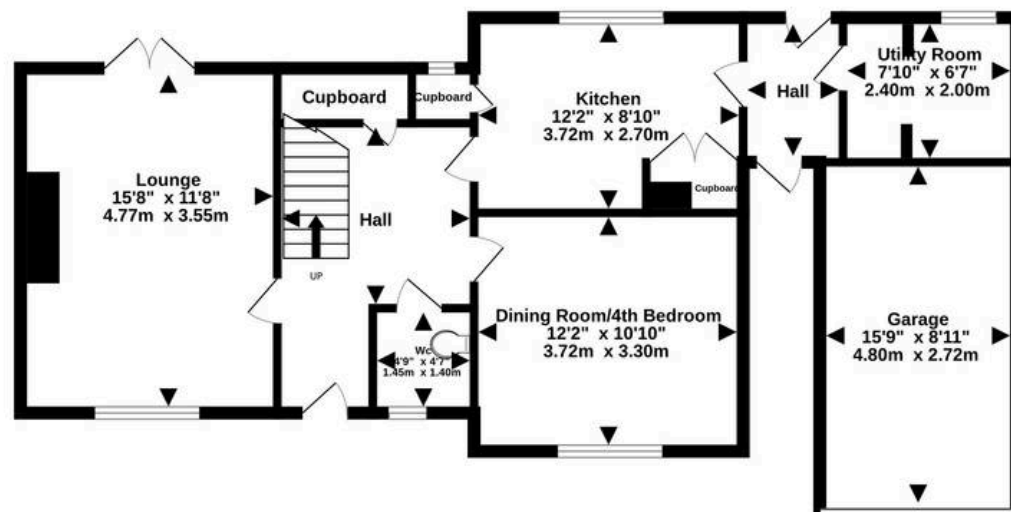 Lounge
15'8" x 11'8"
4.77m x 3.55m
Cupboard
Cupboard
Hall
UP
Wc
4'9" x 4'7"
1.45m x 1.40m
Kitchen
12'2" x 8'10"
3.72m x 2.70m
Cupboard
Dining Room/4th Bedroom
12'2" x 10'10"
3.72m x 3.30m
Hall
Utility Room
7'10" x 6'7"
2.40m x 2.00m
Garage
15'9" x 8'11"
4.80m x 2.72m